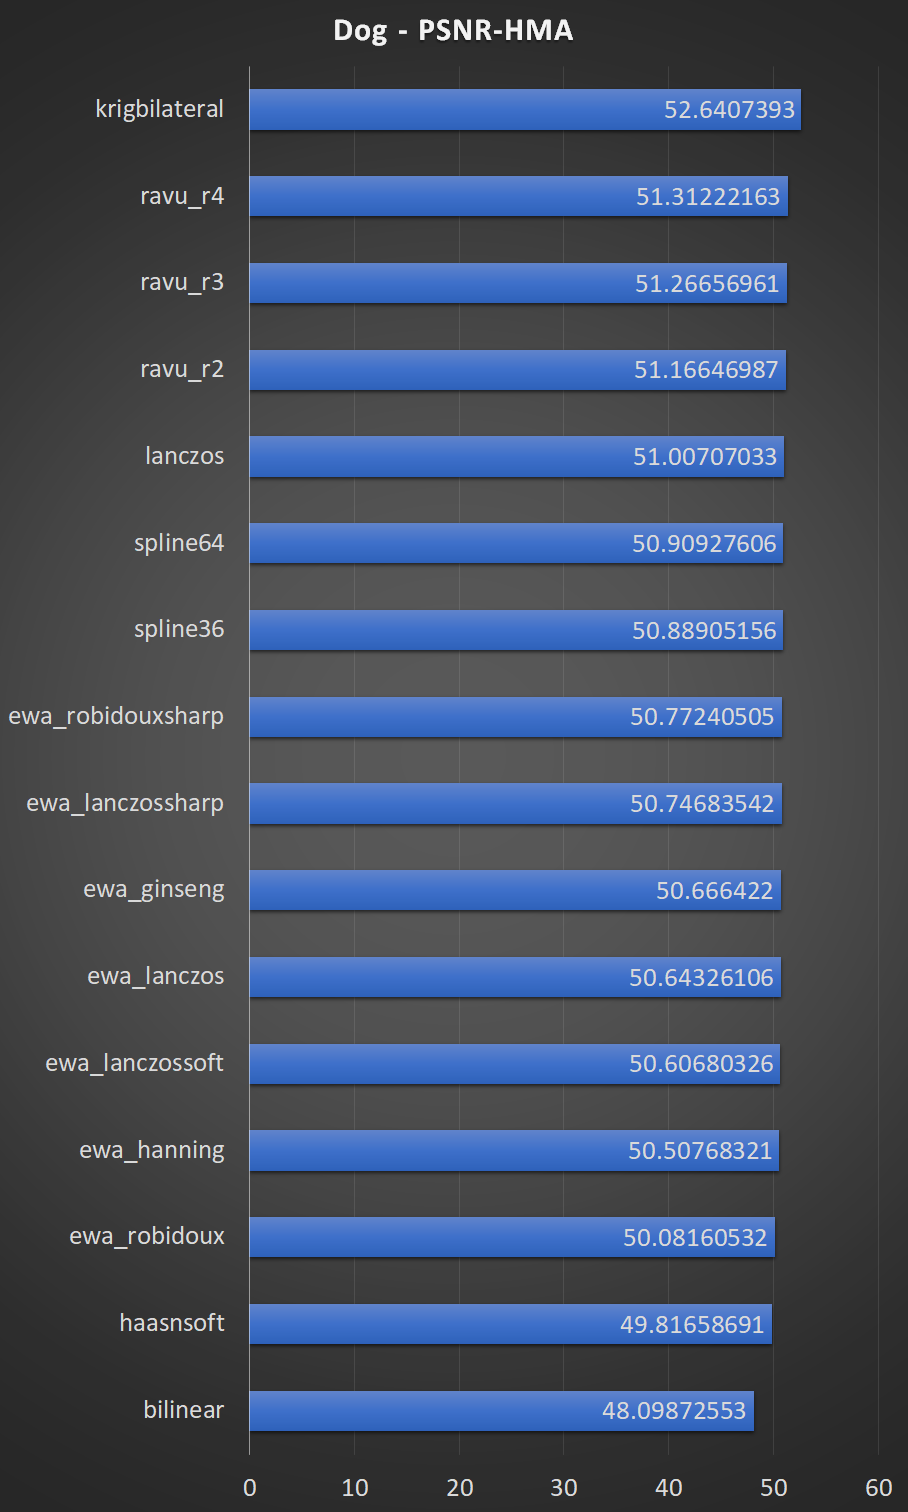 Dog - PSNR-HMA
krigbilateral 52.6407393
ravu_r4 51.31222163
ravu_r3 51.26656961
ravu_r2 51.16646987
lanczos 51.00707033
spline64 50.90927606
spline36 50.88905156
ewa_robidouxsharp 50.77240505
ewa_lanczossharp 50.74683542
ewa_ginseng 50.666422
ewa_lanczos 50.64326106
ewa_lanczossoft 50.60680326
ewa_hanning 50.50768321
ewa_robidoux 50.08160532
haasnsoft 49.81658691
bilinear 48.09872553
0 10 20 30 40 50 60